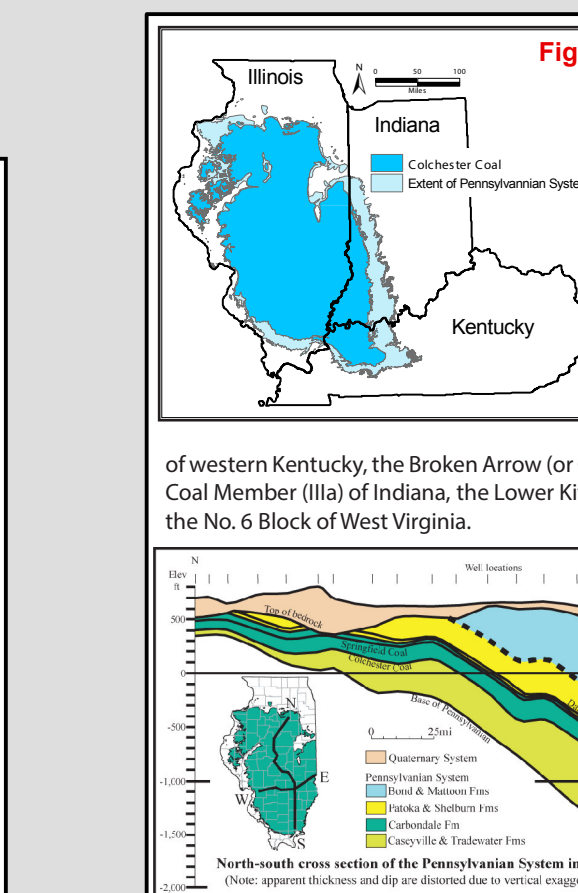 Fig
Illinois
N
0 50 100
Miles
Indiana
Colchester Coal
Extent of Pennsylvannian Syste
Kentucky
of western Kentucky, the Broken Arrow (or
Coal Member (IIIa) of Indiana, the Lower Ki
the No. 6 Block of West Virginia.
N
Well locations
Elev
ft
500
0
-500
-1,000
-1,500
-2,000
Top of bedrock
Springfield Coal
Colchester Coal
Base of Pennsylvanian
Da
N
E
W
S
0 25mi
Quaternary System
Pennsylvanian System
Bond & Mattoon Fms
Patoka & Shelburn Fms
Carbondale Fm
Caseyville & Tradewater Fms
North-south cross section of the Pennsylvanian System in
(Note: apparent thickness and dip are distorted due to vertical exagge